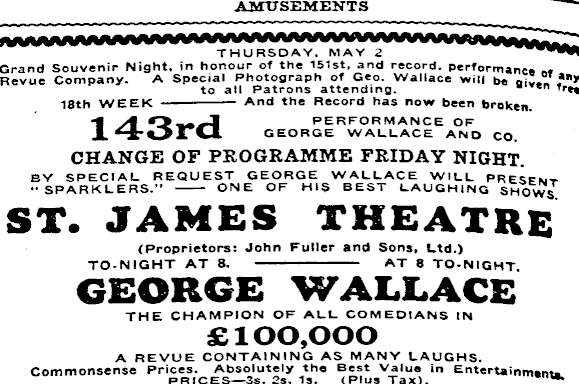 AMUSEMENTS
THURSDAY, MAY 2
Grand Souvenir Night, in honour of the 151st, and record, performance of any
Revue Company. A Special Photograph of Geo. Wallace will be given free
to all Patrons attending.
18th WEEK ——— And the Record has now been broken.
143rd PERFORMANCE OF
GEORGE WALLACE AND CO.
CHANGE OF PROGRAMME FRIDAY NIGHT.
BY SPECIAL REQUEST GEORGE WALLACE WILL PRESENT
"SPARKLERS." —— ONE OF HIS BEST LAUGHING SHOWS.
ST. JAMES THEATRE
(Proprietors: John Fuller and Sons, Ltd.)
TO-NIGHT AT 8. ——— AT 8 TO-NIGHT.
GEORGE WALLACE
THE CHAMPION OF ALL COMEDIANS IN
£100,000
A REVUE CONTAINING AS MANY LAUGHS.
Commonsense Prices. Absolutely the Best Value in Entertainments.
PRICES—3s, 2s, 1s. (Plus Tax).